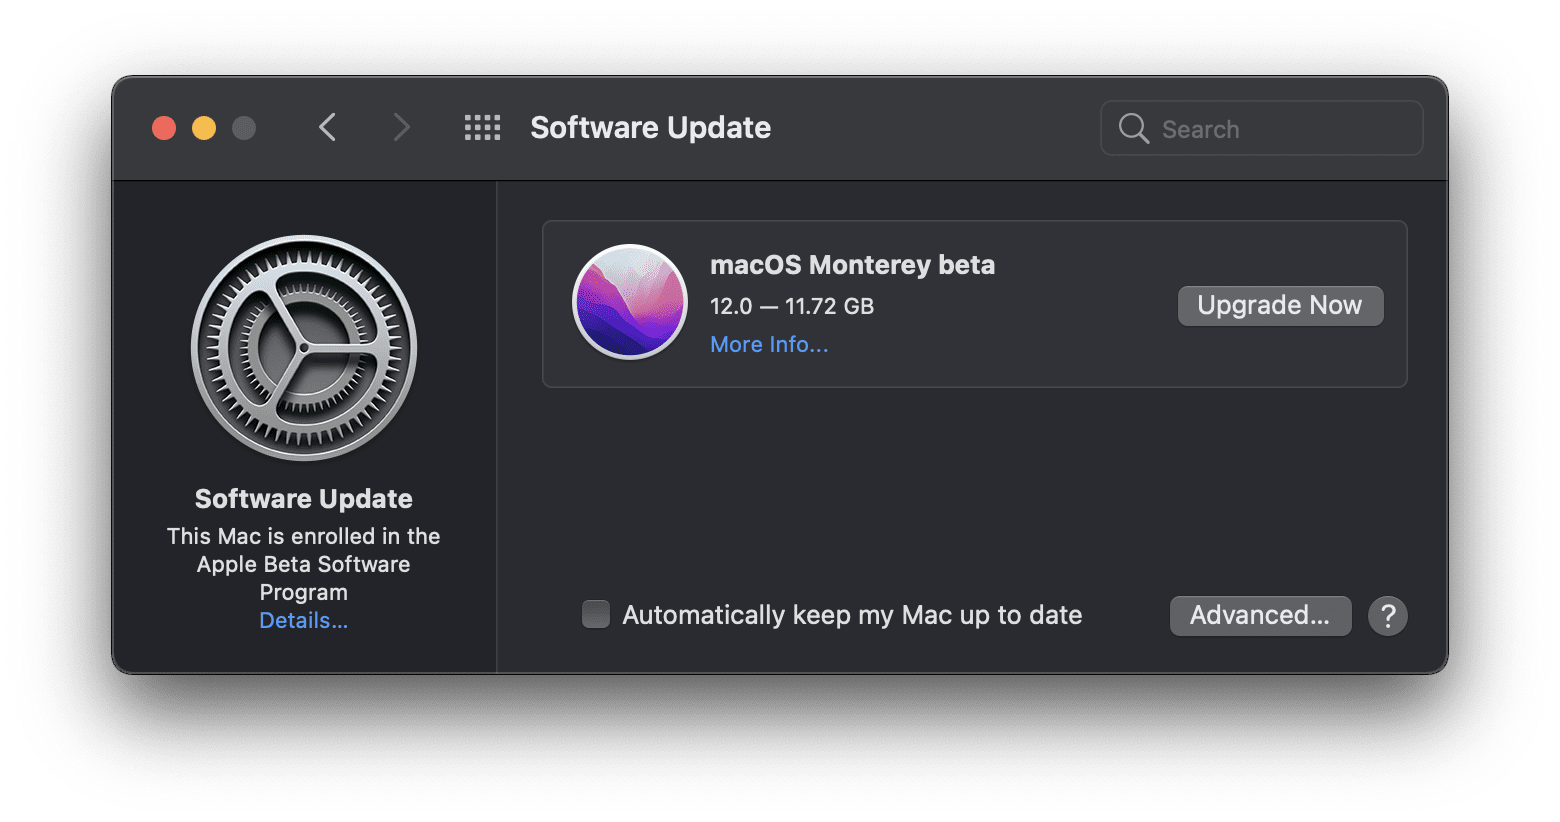 Software Update
Search
Software Update
This Mac is enrolled in the
Apple Beta Software
Program
Details...
macOS Monterey beta
12.0 — 11.72 GB
More Info...
Upgrade Now
Automatically keep my Mac up to date
Advanced...
?